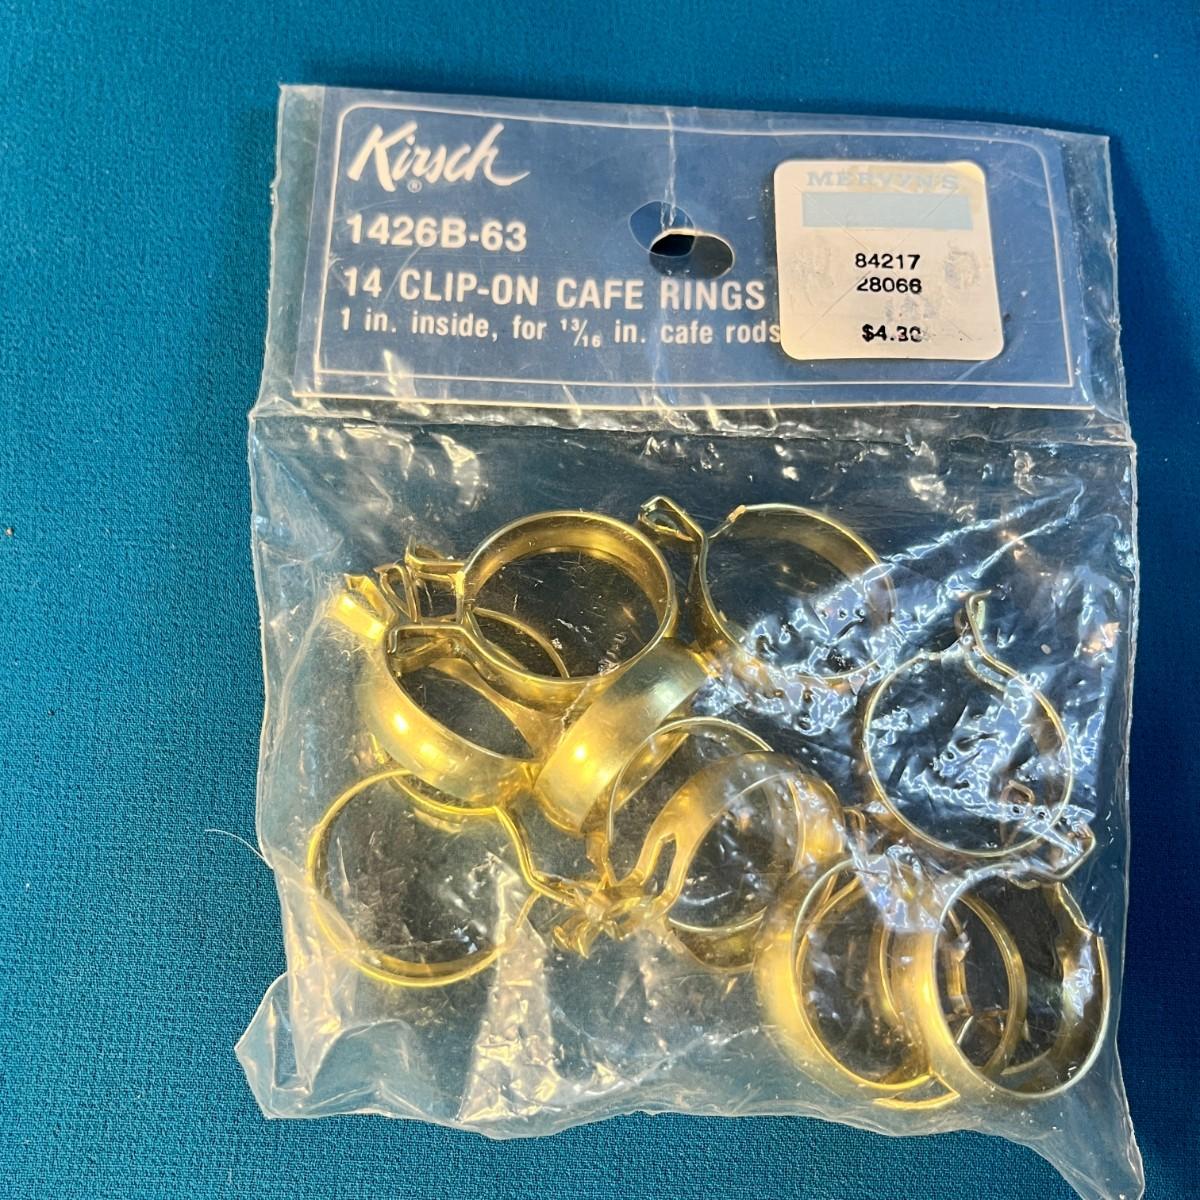 Kirsch®
1426B-63
14 CLIP-ON CAFE RINGS
1 in. inside, for 13/16 in. cafe rods
MERVYN'S
84217
28066